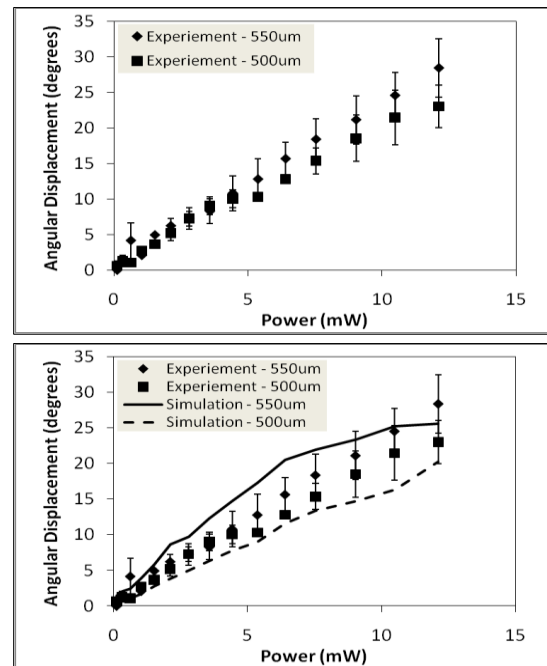 35
30
25
20
15
10
5
0
Angular Displacement (degrees)
Experiement - 550um
Experiement - 500um
0 5 10 15
Power (mW)
35
30
25
20
15
10
5
0
Angular Displacement (degrees)
Experiement - 550um
Experiement - 500um
Simulation - 550um
Simulation - 500um
0 5 10 15
Power (mW)